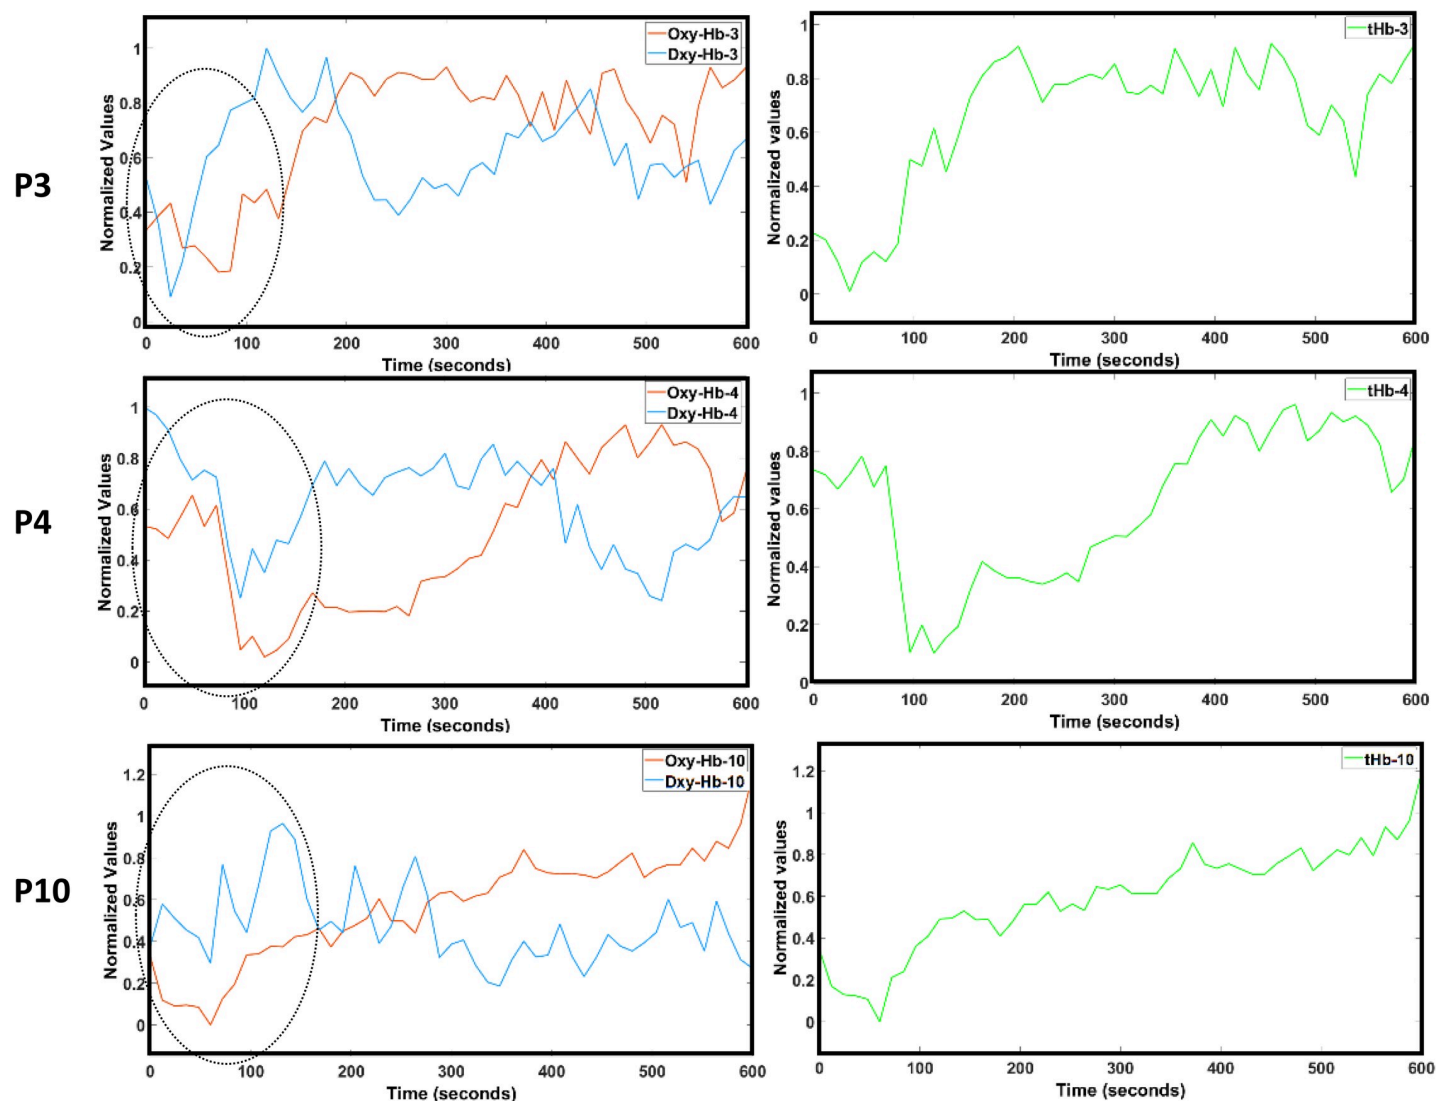 P3
Normalized Values
1
0.8
0.6
0.4
0.2
0
Oxy-Hb-3
Dxy-Hb-3
0 100 200 300 400 500 600
Time (seconds)
Normalized values
1
0.8
0.6
0.4
0.2
0
tHb-3
0 100 200 300 400 500 600
Time (seconds)
P4
Normalized Values
1
0.8
0.6
0.4
0.2
0
Oxy-Hb-4
Dxy-Hb-4
0 100 200 300 400 500 600
Time (seconds)
Normalized values
1
0.8
0.6
0.4
0.2
0
tHb-4
0 100 200 300 400 500 600
Time (seconds)
P10
Normalized Values
1.2
1
0.8
0.6
0.4
0.2
0
Oxy-Hb-10
Dxy-Hb-10
0 100 200 300 400 500 600
Time (seconds)
Normalized values
1.2
1
0.8
0.6
0.4
0.2
0
tHb-10
0 100 200 300 400 500 600
Time (seconds)